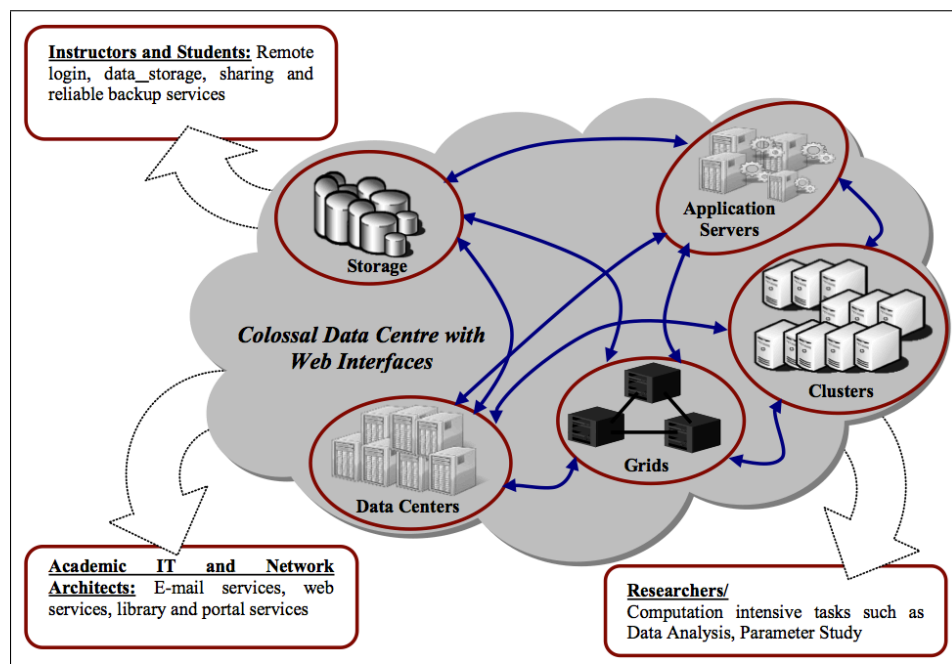 Instructors and Students: Remote
login, data_storage, sharing and
reliable backup services
Application
Servers
Storage
Colossal Data Centre with
Web Interfaces
Clusters
Grids
Data Centers
Academic IT and Network
Architects: E-mail services, web
services, library and portal services
Researchers/
Computation intensive tasks such as
Data Analysis, Parameter Study